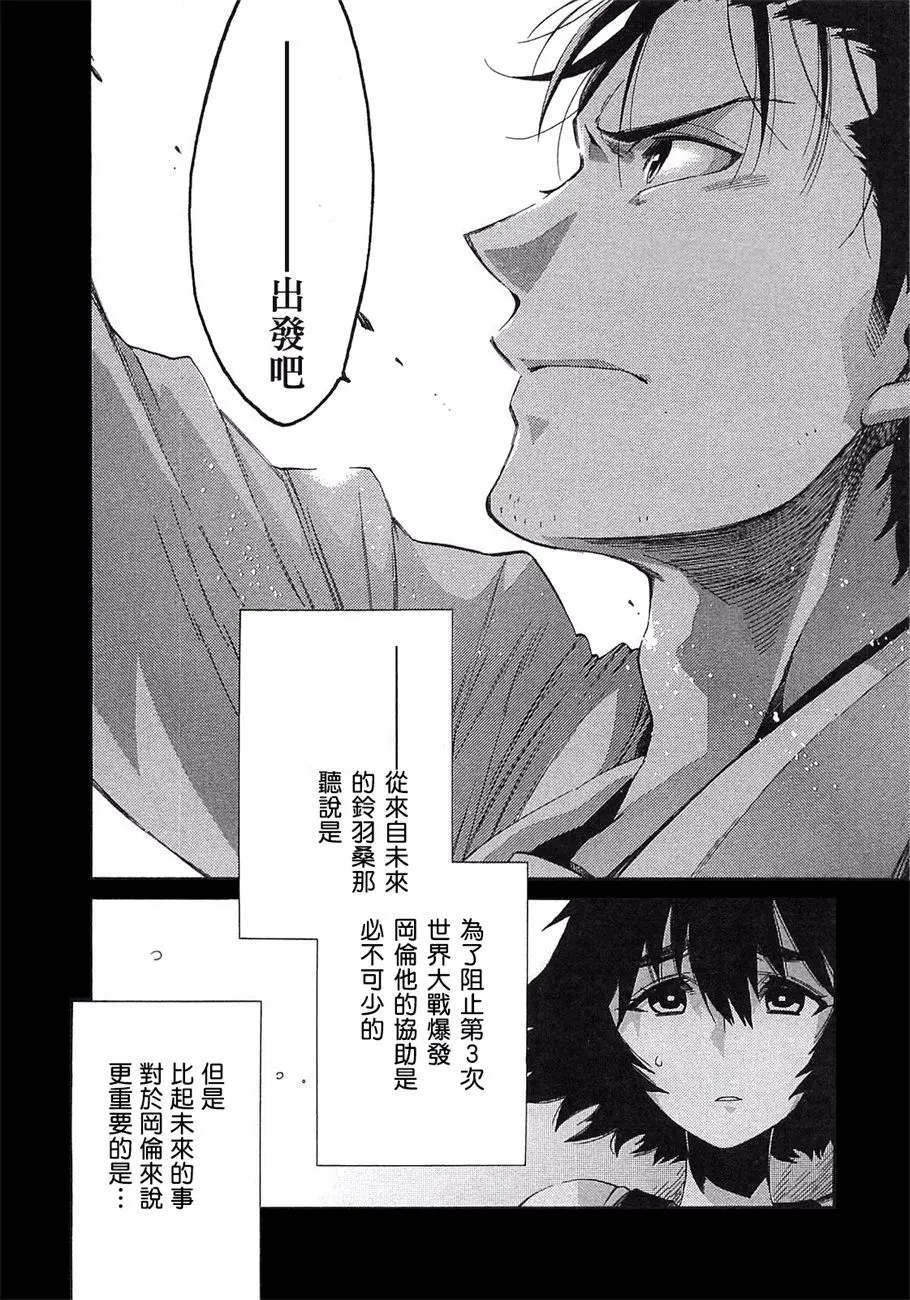 ──出發吧
──從來自未來
的鈴羽桑那
聽說是
為了阻止第3次
世界大戰爆發
岡倫他的協助是
必不可少的
但是
比起未來的事
對於岡倫來說
更重要的是…